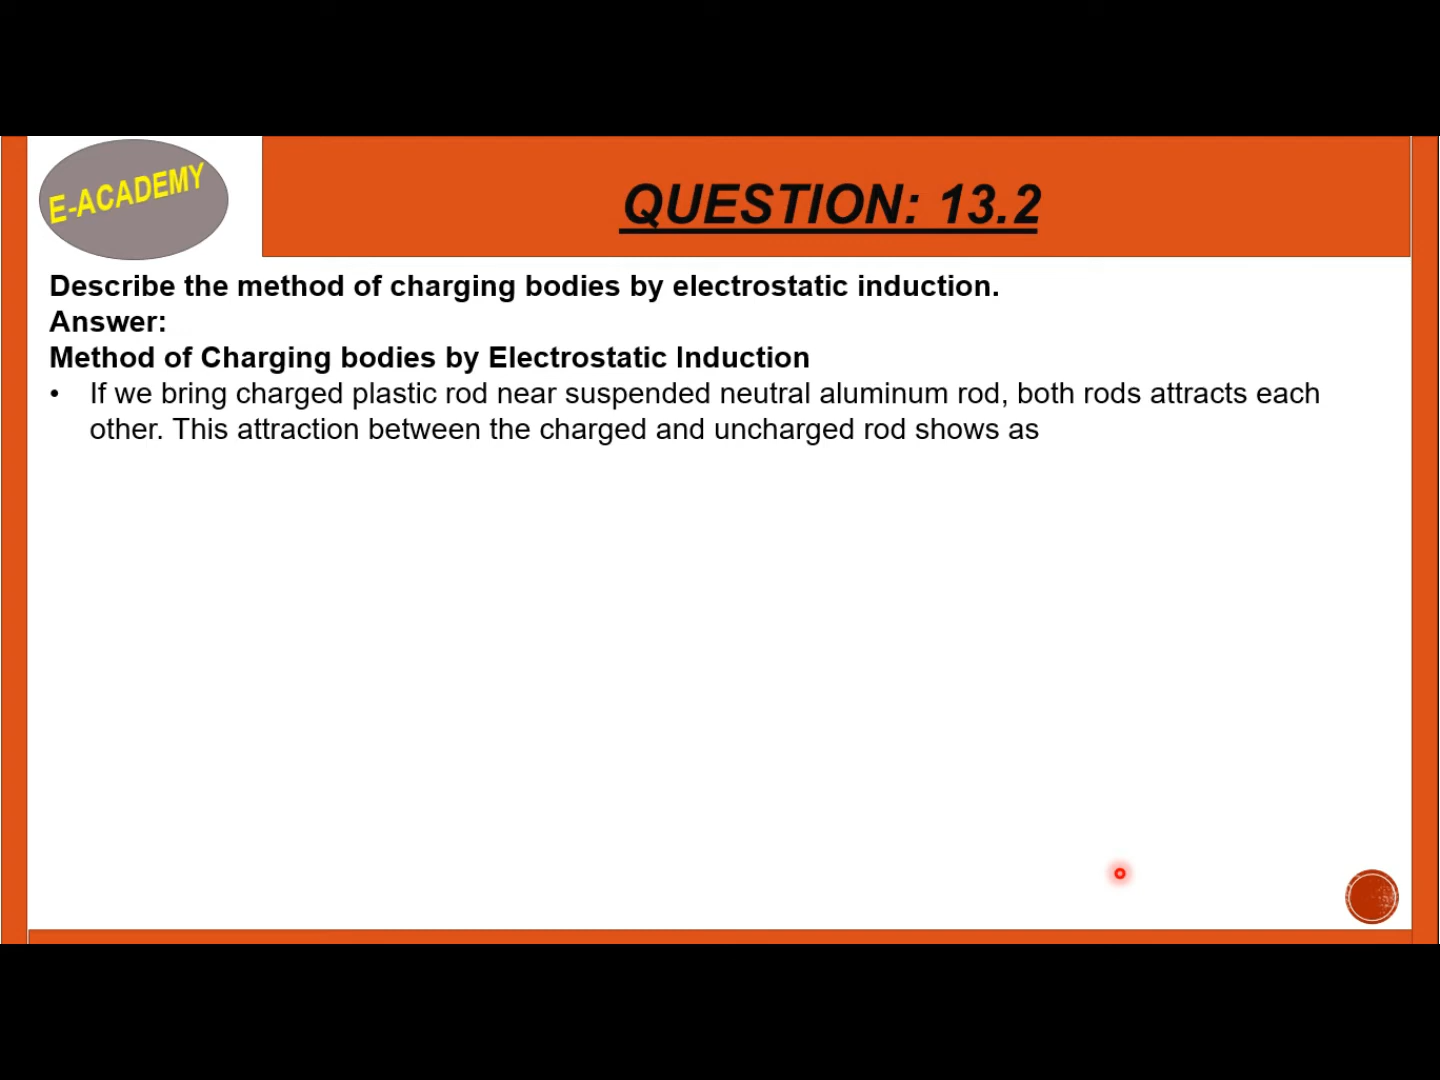 E-ACADEMY
QUESTION: 13.2
Describe the method of charging bodies by electrostatic induction.
Answer:
Method of Charging bodies by Electrostatic Induction
• If we bring charged plastic rod near suspended neutral aluminum rod, both rods attracts each
other. This attraction between the charged and uncharged rod shows as